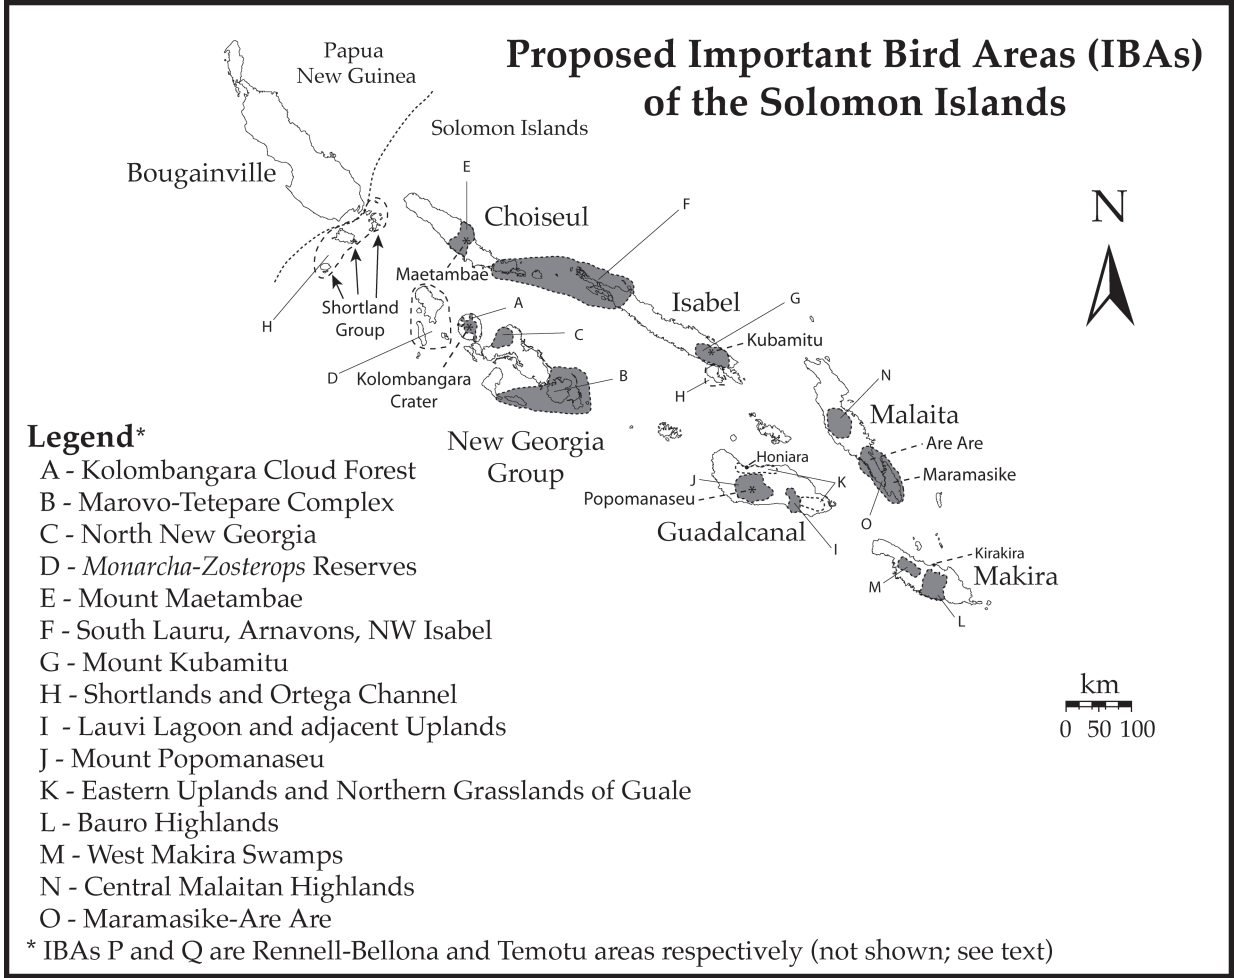 Proposed Important Bird Areas (IBAs)
of the Solomon Islands
Papua
New Guinea
Solomon Islands
Bougainville
E
Choiseul
F
N
Maetambae
Shortland
Group
H
A
C
Isabel
G
Kubamitu
D
Kolombangara
Crater
B
H
N
Malaita
New Georgia
Group
Are Are
Honiara
Maramasike
J
K
Popomanaseu
O
Guadalcanal
I
Kirakira
M
Makira
L
Legend*
A - Kolombangara Cloud Forest
B - Marovo-Tetepare Complex
C - North New Georgia
D - Monarcha-Zosterops Reserves
E - Mount Maetambae
F - South Lauru, Arnavons, NW Isabel
G - Mount Kubamitu
H - Shortlands and Ortega Channel
I - Lauvi Lagoon and adjacent Uplands
J - Mount Popomanaseu
K - Eastern Uplands and Northern Grasslands of Guale
L - Bauro Highlands
M - West Makira Swamps
N - Central Malaitan Highlands
O - Maramasike-Are Are
* IBAs P and Q are Rennell-Bellona and Temotu areas respectively (not shown; see text)
km
0 50 100